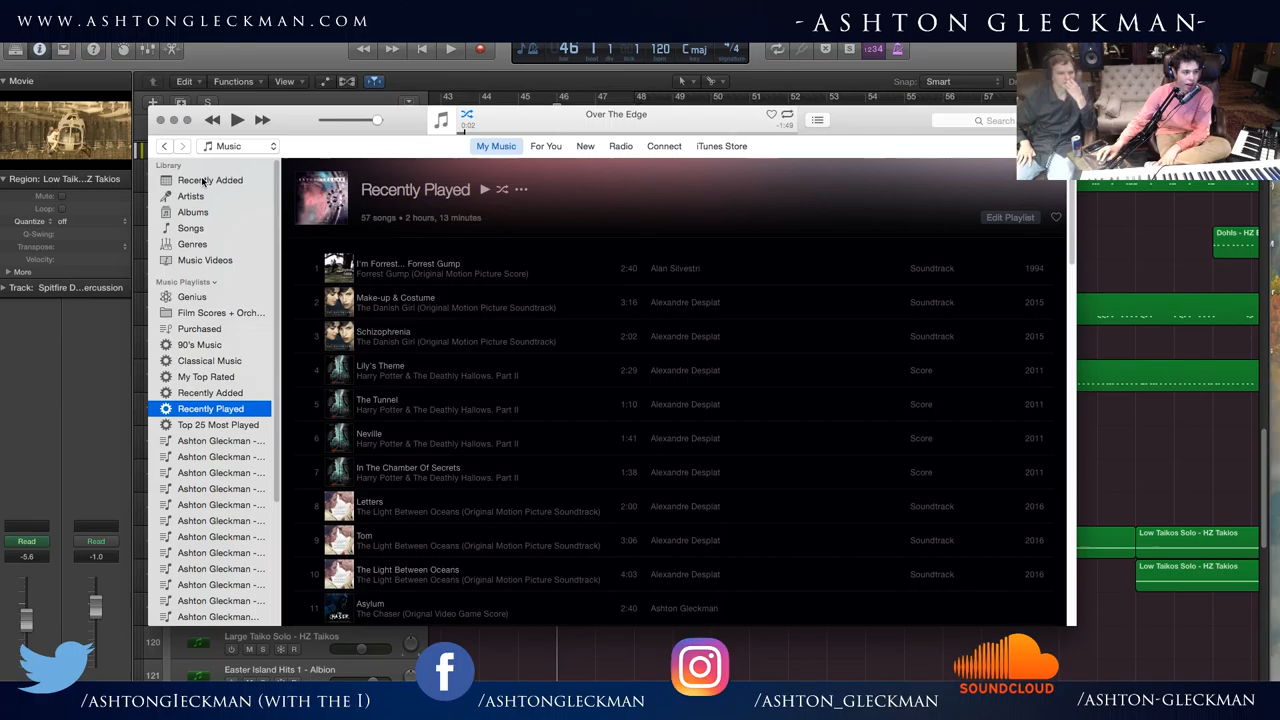 WWW.ASHTONGLECKMAN.COM
-ASHTON GLECKMAN-
46 1 1 120 C maj 4/4
bar beat div tick bpm key
1234
Movie
Edit Functions View
Snap: Smart
43 44 45 46 47 48 49 50 51 52 53 54 55 56 57
Over The Edge
0:02 -1:49
Search
Music
My Music For You New Radio Connect iTunes Store
Region: Low Taik...Z Takios
Mute:
Loop:
Quantize off
Q-Swing:
Transpose:
Velocity:
More
Track: Spitfire D...ercussion
Library
Recently Added
Artists
Albums
Songs
Genres
Music Videos
Music Playlists
Genius
Film Scores + Orch...
Purchased
90's Music
Classical Music
My Top Rated
Recently Added
Recently Played
Top 25 Most Played
Ashton Gleckman -...
Ashton Gleckman -...
Ashton Gleckman -...
Ashton Gleckman -...
Ashton Gleckman -...
Ashton Gleckman -...
Ashton Gleckman -...
Ashton Gleckman -...
Ashton Gleckman -...
Ashton Gleckman -...
Ashton Gleckman -...
Ashton Gleckman...
Recently Played
57 songs • 2 hours, 13 minutes
Edit Playlist
1 I'm Forrest... Forrest Gump 2:40 Alan Silvestri Soundtrack 1994
Forrest Gump (Original Motion Picture Score)
2 Make-up & Costume 3:16 Alexandre Desplat Soundtrack 2015
The Danish Girl (Original Motion Picture Soundtrack)
3 Schizophrenia 2:02 Alexandre Desplat Soundtrack 2015
The Danish Girl (Original Motion Picture Soundtrack)
4 Lily's Theme 2:29 Alexandre Desplat Score 2011
Harry Potter & The Deathly Hallows. Part II
5 The Tunnel 1:10 Alexandre Desplat Score 2011
Harry Potter & The Deathly Hallows. Part II
6 Neville 1:41 Alexandre Desplat Score 2011
Harry Potter & The Deathly Hallows. Part II
7 In The Chamber Of Secrets 1:38 Alexandre Desplat Score 2011
Harry Potter & The Deathly Hallows. Part II
8 Letters 2:00 Alexandre Desplat Soundtrack 2016
The Light Between Oceans (Original Motion Picture Soundtrack)
9 Tom 3:06 Alexandre Desplat Soundtrack 2016
The Light Between Oceans (Original Motion Picture Soundtrack)
10 The Light Between Oceans 4:03 Alexandre Desplat Soundtrack 2016
The Light Between Oceans (Original Motion Picture Soundtrack)
11 Asylum 2:40 Ashton Gleckman
The Chaser (Orignal Video Game Score)
Dohls - HZ
Low Taikos Solo - HZ Takios
Low Taikos Solo - HZ Takios
Read Read
-5.6 -1.0
120 Large Taiko Solo - HZ Taikos
M S R
121 Easter Island Hits 1 - Albion
M S R
/ASHTONGIECKMAN (WITH THE I)
/ASHTONGLECKMAN
/ASHTON_GLECKMAN
SOUNDCLOUD
/ASHTON-GLECKMAN